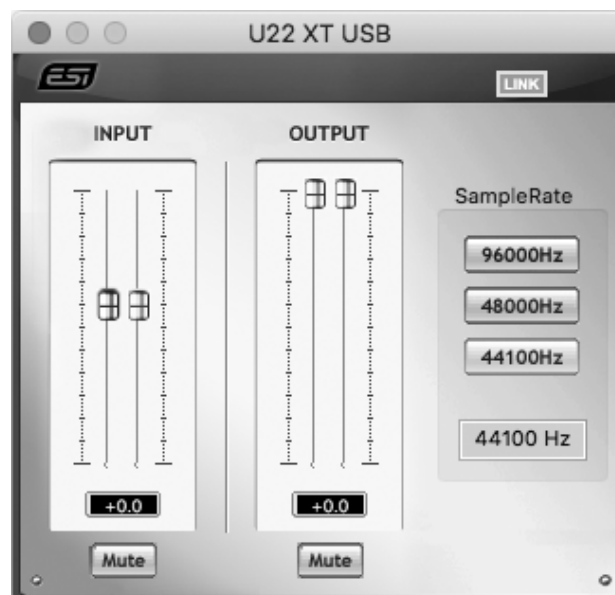 U22 XT USB
ESI
LINK
INPUT
OUTPUT
SampleRate
96000Hz
48000Hz
44100Hz
44100 Hz
+0.0
+0.0
Mute
Mute